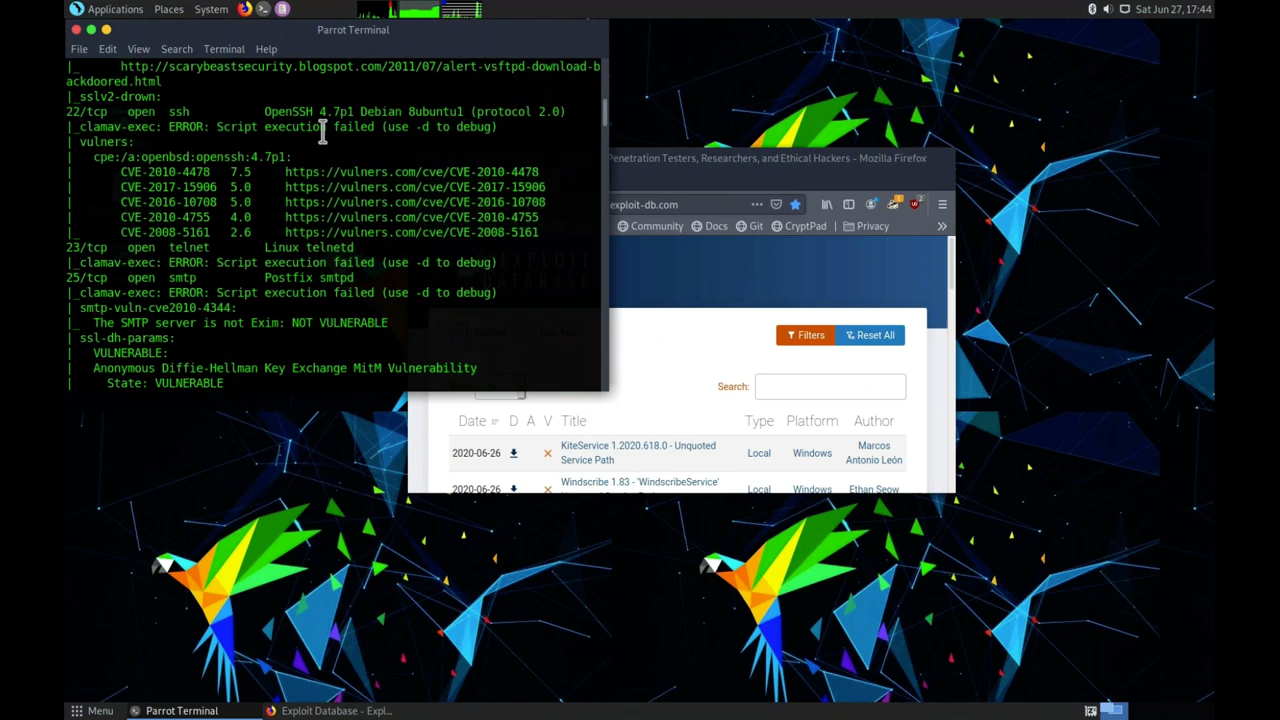 Applications Places System
Sat Jun 27, 17:44
Parrot Terminal
File Edit View Search Terminal Help
|_      http://scarybeastsecurity.blogspot.com/2011/07/alert-vsftpd-download-b
ackdoored.html
|_sslv2-drown:
22/tcp   open  ssh         OpenSSH 4.7p1 Debian 8ubuntu1 (protocol 2.0)
|_clamav-exec: ERROR: Script execution failed (use -d to debug)
| vulners:
|   cpe:/a:openbsd:openssh:4.7p1:
|       CVE-2010-4478   7.5     https://vulners.com/cve/CVE-2010-4478
|       CVE-2017-15906  5.0     https://vulners.com/cve/CVE-2017-15906
|       CVE-2016-10708  5.0     https://vulners.com/cve/CVE-2016-10708
|       CVE-2010-4755   4.0     https://vulners.com/cve/CVE-2010-4755
|_      CVE-2008-5161   2.6     https://vulners.com/cve/CVE-2008-5161
23/tcp   open  telnet      Linux telnetd
|_clamav-exec: ERROR: Script execution failed (use -d to debug)
25/tcp   open  smtp        Postfix smtpd
|_clamav-exec: ERROR: Script execution failed (use -d to debug)
| smtp-vuln-cve2010-4344:
|_  The SMTP server is not Exim: NOT VULNERABLE
| ssl-dh-params:
|   VULNERABLE:
|   Anonymous Diffie-Hellman Key Exchange MitM Vulnerability
|     State: VULNERABLE
Penetration Testers, Researchers, and Ethical Hackers - Mozilla Firefox
exploit-db.com
Community Docs Git CryptPad Privacy
EXPLOIT
DATABASE
Filters Reset All
Search:
Date D A V Title Type Platform Author
2020-06-26 KiteService 1.2020.618.0 - Unquoted Service Path Local Windows Marcos Antonio León
2020-06-26 Windscribe 1.83 - 'WindscribeService' Local Windows Ethan Seow
Menu Parrot Terminal Exploit Database - Expl...